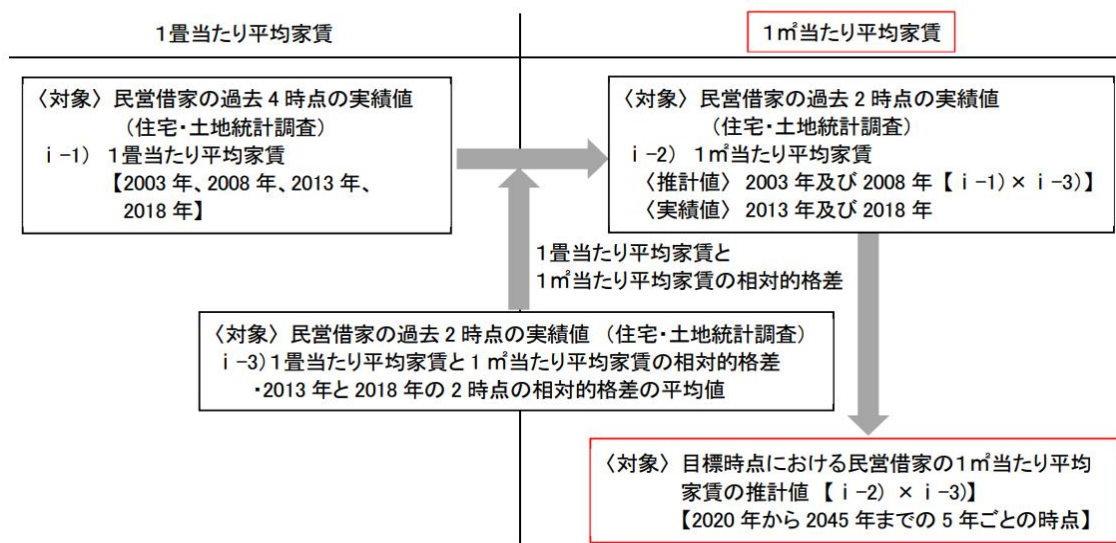 1畳当たり平均家賃
1㎡当たり平均家賃
〈対象〉 民営借家の過去4時点の実績値
(住宅・土地統計調査)
ⅰ-1) 1畳当たり平均家賃
【2003年、2008年、2013年、
2018年】
〈対象〉 民営借家の過去2時点の実績値
(住宅・土地統計調査)
ⅰ-2) 1㎡当たり平均家賃
〈推計値〉 2003年及び2008年【ⅰ-1)×ⅰ-3)】
〈実績値〉 2013年及び2018年
1畳当たり平均家賃と
1㎡当たり平均家賃の相対的格差
〈対象〉 民営借家の過去2時点の実績値 (住宅・土地統計調査)
ⅰ-3)1畳当たり平均家賃と1㎡当たり平均家賃の相対的格差
・2013年と2018年の2時点の相対的格差の平均値
〈対象〉 目標時点における民営借家の1㎡当たり平均
家賃の推計値 【ⅰ-2) × ⅰ-3)】
【2020年から2045年までの5年ごとの時点】